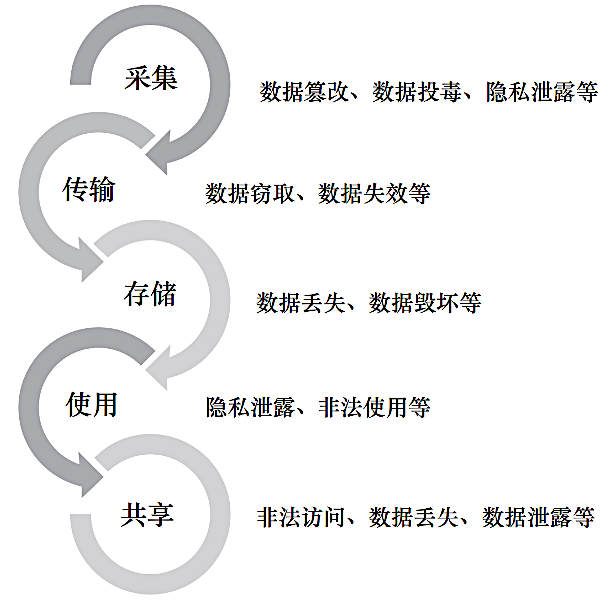 采集
数据篡改、数据投毒、隐私泄露等
传输
数据窃取、数据失效等
存储
数据丢失、数据毁坏等
使用
隐私泄露、非法使用等
共享
非法访问、数据丢失、数据泄露等